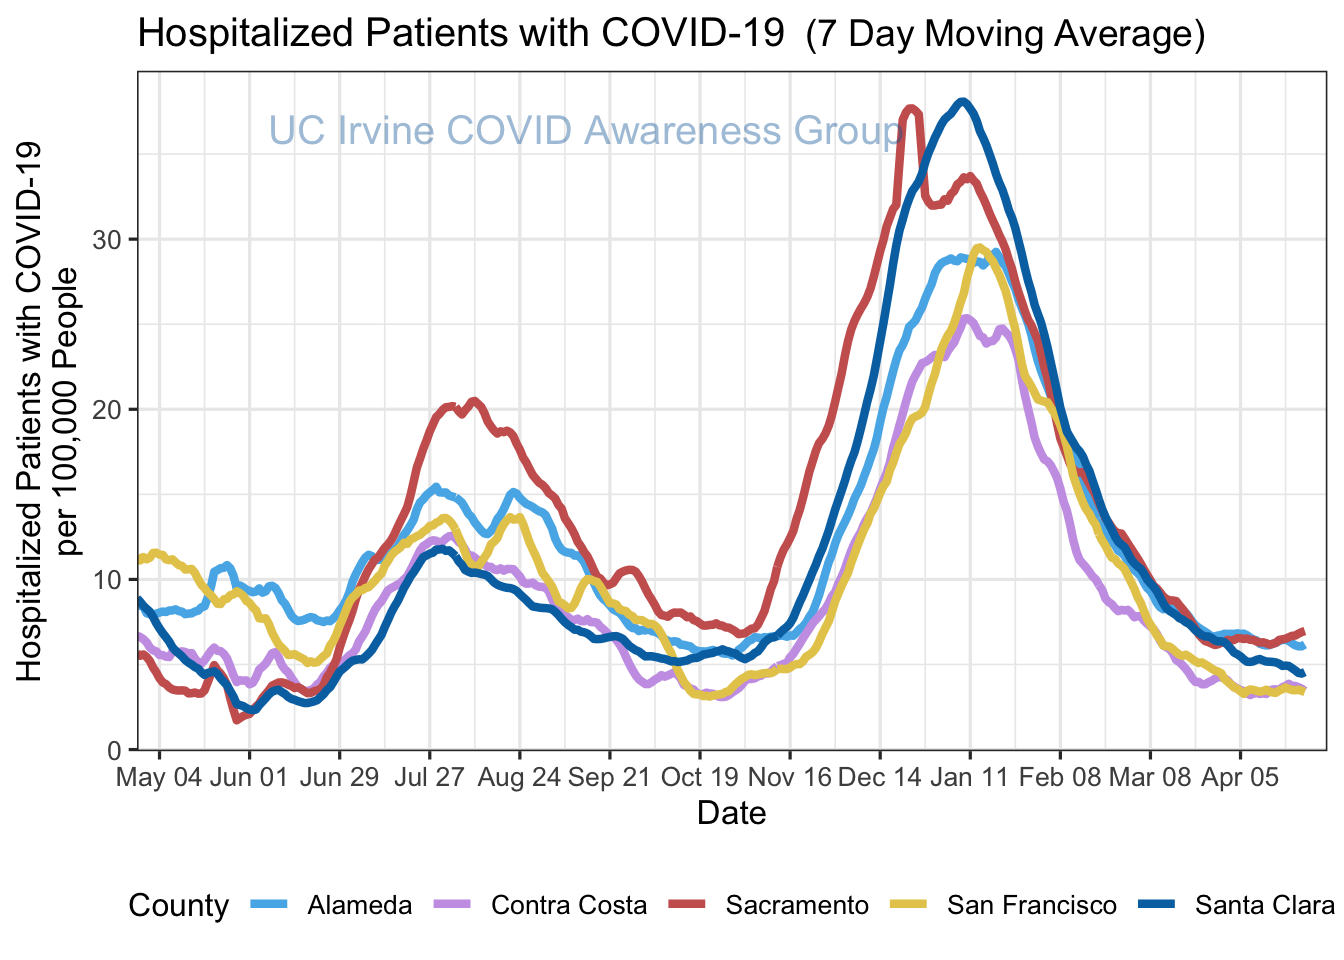 Hospitalized Patients with COVID-19  (7 Day Moving Average)
UC Irvine COVID Awareness Group
Hospitalized Patients with COVID-19
per 100,000 People
30
20
10
0
May 04 Jun 01 Jun 29 Jul 27 Aug 24 Sep 21 Oct 19 Nov 16 Dec 14 Jan 11 Feb 08 Mar 08 Apr 05
Date
County Alameda Contra Costa Sacramento San Francisco Santa Clara